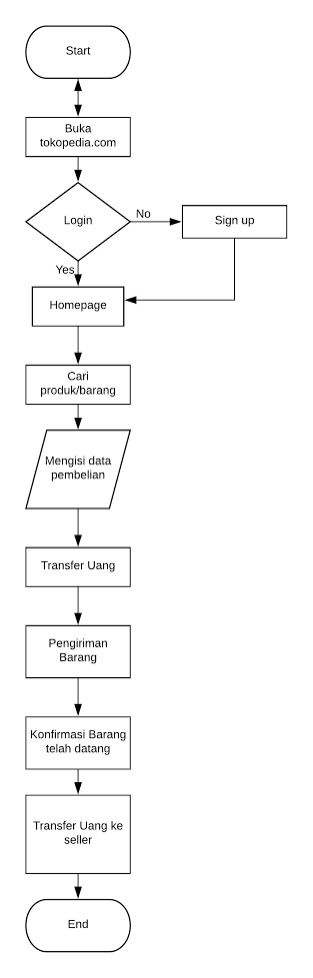 Start
Buka
tokopedia.com
Login
No
Sign up
Yes
Homepage
Cari
produk/barang
Mengisi data
pembelian
Transfer Uang
Pengiriman
Barang
Konfirmasi Barang
telah datang
Transfer Uang ke
seller
End